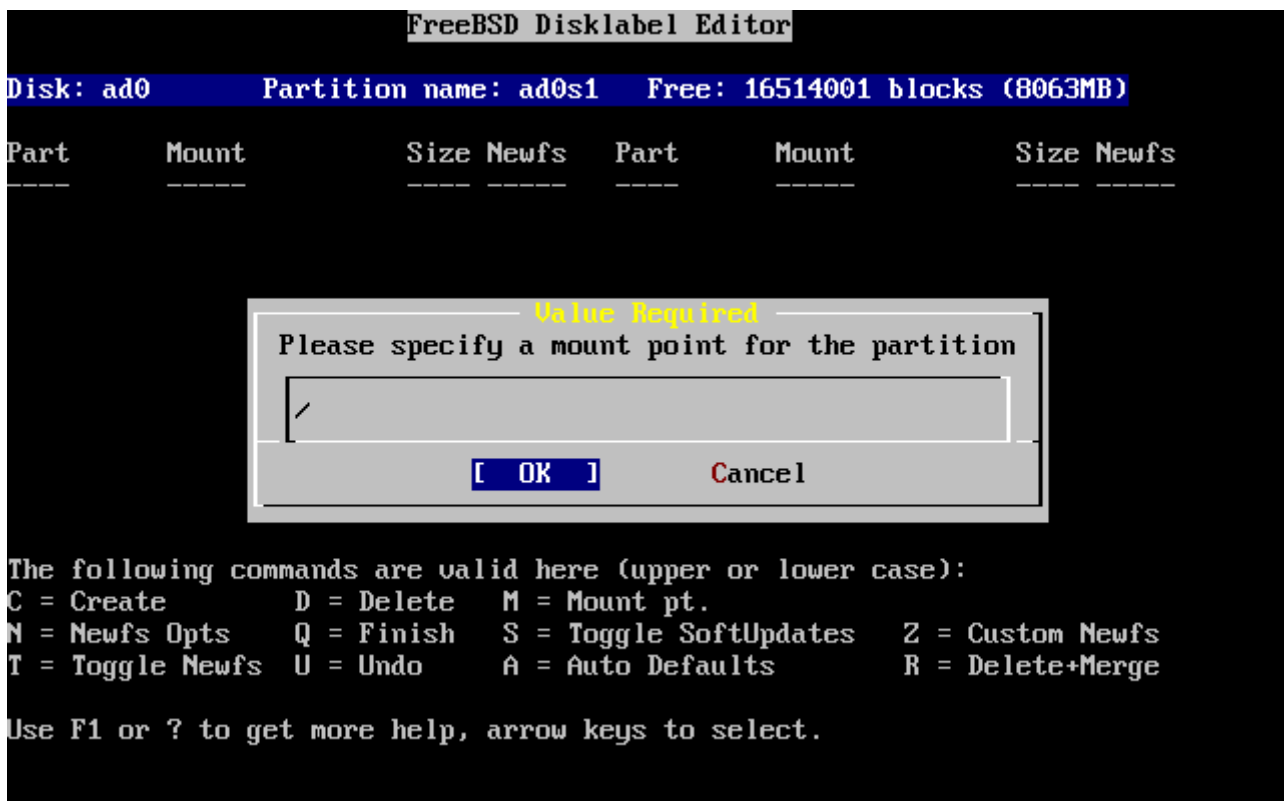 FreeBSD Disklabel Editor
Disk: ad0 Partition name: ad0s1 Free: 16514001 blocks (8063MB)
Part Mount Size Newfs Part Mount Size Newfs
---- ----- ---- ----- ---- ----- ---- -----
Value Required
Please specify a mount point for the partition
/
[ OK ] Cancel
The following commands are valid here (upper or lower case):
C = Create D = Delete M = Mount pt.
N = Newfs Opts Q = Finish S = Toggle SoftUpdates Z = Custom Newfs
T = Toggle Newfs U = Undo A = Auto Defaults R = Delete+Merge
Use F1 or ? to get more help, arrow keys to select.